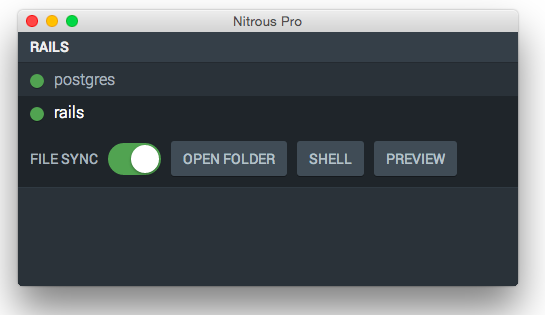 Nitrous Pro
RAILS
postgres
rails
FILE SYNC OPEN FOLDER SHELL PREVIEW